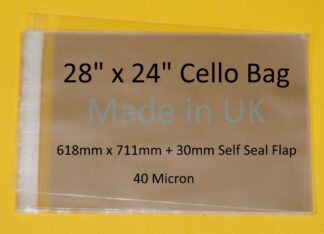 28" x 24" Cello Bag
Made in UK
618mm x 711mm + 30mm Self Seal Flap
40 Micron